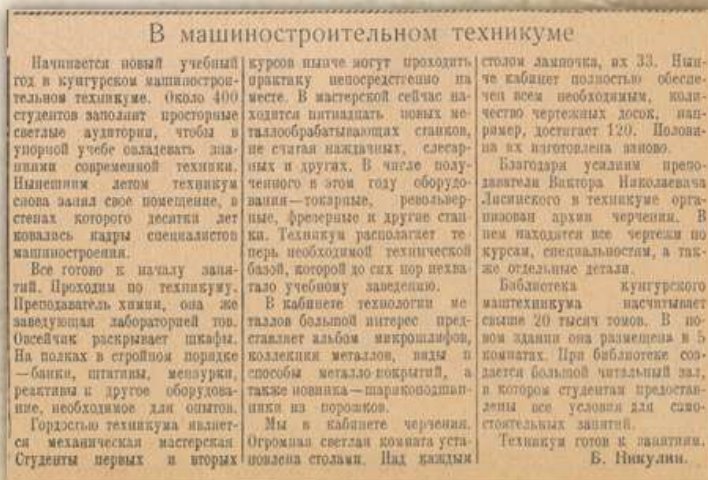 В машиностроительном техникуме
Начинается новый учебный
год в кунгурском машинострои-
тельном техникуме. Около 400
студентов заполнят просторные
светлые аудитории, чтобы в
упорной учебе овладевать зна-
ниями современной техники.
Нынешним летом техникум
снова занял свое помещение, в
стенах которого десятки лет
ковались кадры специалистов
машиностроения.
Все готово к началу заня-
тий. Проходим по техникуму.
Преподаватель химии, она же
заведующая лабораторией тов.
Овсейчик раскрывает шкафы.
На полках в стройном порядке
—банки, штативы, мензурки,
реактивы и другое оборудова-
ние, необходимое для опытов.
Гордостью техникума являет-
ся механическая мастерская
Студенты первых и вторых
курсов нынче могут проходить
практику непосредственно на
месте. В мастерской сейчас на-
ходится пятнадцать новых ме-
таллообрабатывающих станков,
не считая наждачных, слесар-
ных и других. В числе полу-
ченного в этом году оборудо-
вания—токарные, револьвер-
ные, фрезерные и другие стан-
ки. Техникум располагает те-
перь необходимой технической
базой, которой до сих пор нехва-
тало учебному заведению.
В кабинете технологии ме
таллов большой интерес пред-
ставляет альбом микрошлифов,
коллекция металлов, виды и
способы металло-покрытий, а
также новинка—шарикоподшип-
ники из порошков.
Мы в кабинете черчения.
Огромная светлая комната уста-
новлена столами. Над каждым
столом лампочка, их 33. Нын-
че кабинет полностью обеспе-
чен всем необходимым, коли-
чество чертежных досок, нап-
ример, достигает 120. Полови-
на их изготовлена заново.
Благодаря усилиям препо-
давателя Виктора Николаевича
Лисинского в техникуме орга-
низован архив черчения. В
нем находятся все чертежи по
курсам, специальностям, а так-
же отдельные детали.
Библиотека кунгурского
маштехникума насчитывает
свыше 20 тысяч томов. В но-
вом здании она размещена в 5
комнатах. При библиотеке соз-
дается большой читальный зал,
в котором студентам предостав-
лены все условия для само-
стоятельных занятий.
Техникум готов к занятиям.
Б. Никулин.